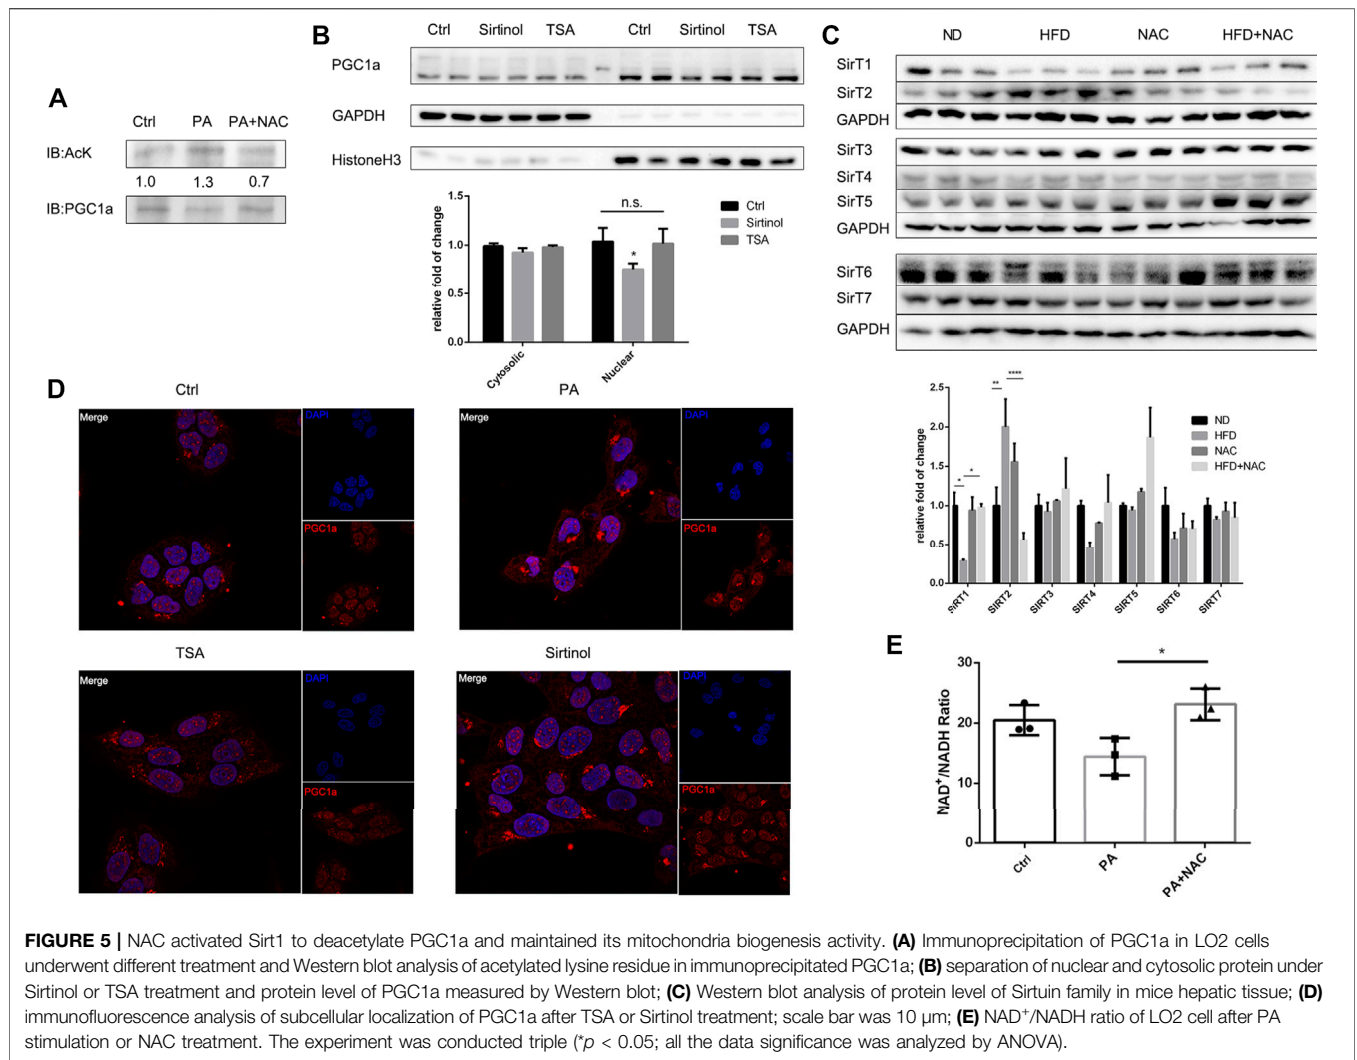 A
Ctrl PA PA+NAC
IB:AcK
1.0 1.3 0.7
IB:PGC1a
B
Ctrl Sirtinol TSA Ctrl Sirtinol TSA
PGC1a
GAPDH
HistoneH3
relative fold of change
1.5
1.0
0.5
0.0
n.s.
*
Ctrl
Sirtinol
TSA
Cytosolic
Nuclear
C
ND HFD NAC HFD+NAC
SirT1
SirT2
GAPDH
SirT3
SirT4
SirT5
GAPDH
SirT6
SirT7
GAPDH
relative fold of change
2.5
2.0
1.5
1.0
0.5
0.0
* * ** ****
ND
HFD
NAC
HFD+NAC
SIRT1 SIRT2 SIRT3 SIRT4 SIRT5 SIRT6 SIRT7
D
Ctrl
Merge
DAPi
PGC1a
PA
Merge
DAPi
PGC1a
TSA
Merge
DAPi
PGC1a
Sirtinol
Merge
DAPi
PGC1a
E
NAD+/NADH Ratio
30
20
10
0
*
Ctrl
PA
PA+NAC
FIGURE 5 | NAC activated Sirt1 to deacetylate PGC1a and maintained its mitochondria biogenesis activity. (A) Immunoprecipitation of PGC1a in LO2 cells
underwent different treatment and Western blot analysis of acetylated lysine residue in immunoprecipitated PGC1a; (B) separation of nuclear and cytosolic protein under
Sirtinol or TSA treatment and protein level of PGC1a measured by Western blot; (C) Western blot analysis of protein level of Sirtuin family in mice hepatic tissue; (D)
immunofluorescence analysis of subcellular localization of PGC1a after TSA or Sirtinol treatment; scale bar was 10 μm; (E) NAD+/NADH ratio of LO2 cell after PA
stimulation or NAC treatment. The experiment was conducted triple (*p < 0.05; all the data significance was analyzed by ANOVA).